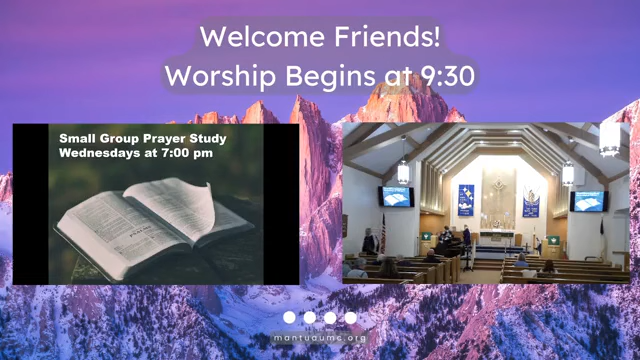 Welcome Friends!
Worship Begins at 9:30
Small Group Prayer Study
Wednesdays at 7:00 pm
mantuaumc.org